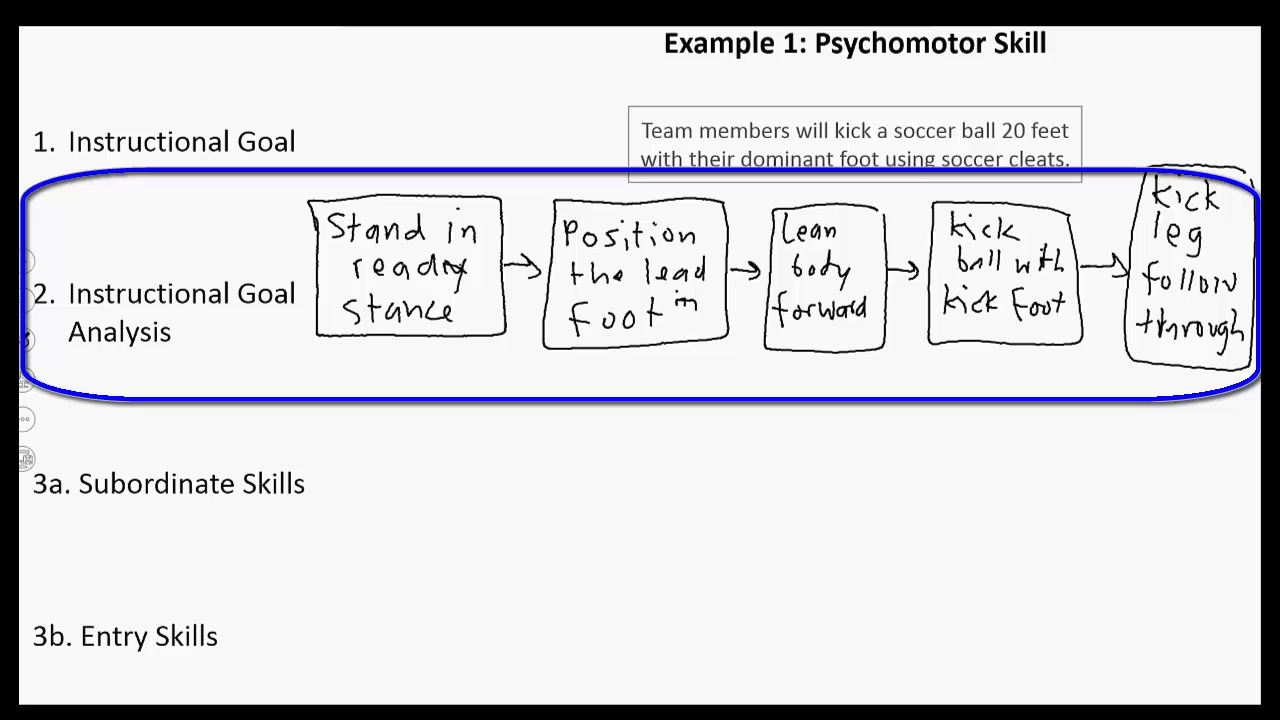 Example 1: Psychomotor Skill
1. Instructional Goal
Team members will kick a soccer ball 20 feet
with their dominant foot using soccer cleats.
2. Instructional Goal
Analysis
Stand in
ready
stance
Position
the lead
foot in
Lean
body
forward
kick
ball with
kick foot
kick
leg
follow
through
3a. Subordinate Skills
3b. Entry Skills